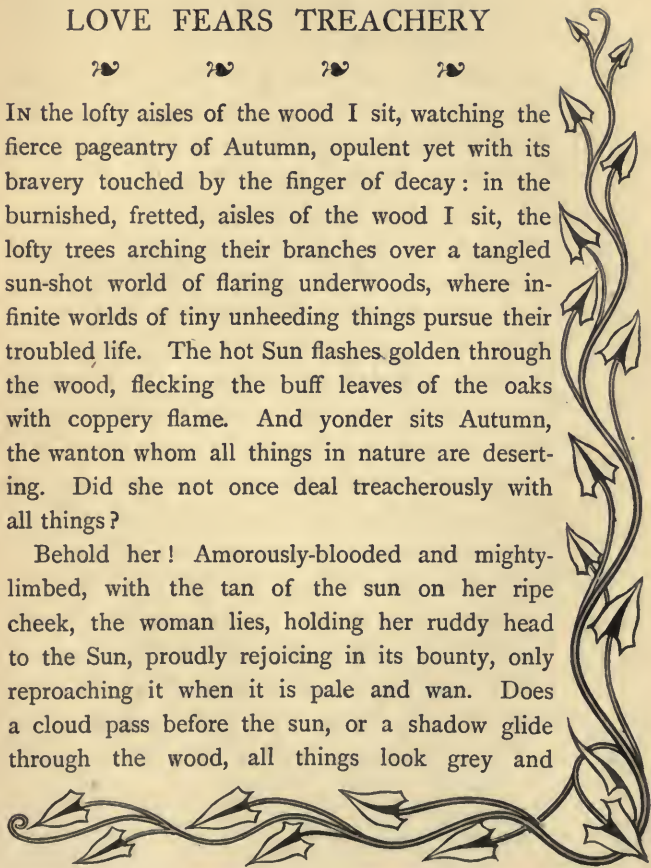 LOVE FEARS TREACHERY
IN the lofty aisles of the wood I sit, watching the
fierce pageantry of Autumn, opulent yet with its
bravery touched by the finger of decay : in the
burnished, fretted, aisles of the wood I sit, the
lofty trees arching their branches over a tangled
sun-shot world of flaring underwoods, where in-
finite worlds of tiny unheeding things pursue their
troubled life. The hot Sun flashes golden through
the wood, flecking the buff leaves of the oaks
with coppery flame. And yonder sits Autumn,
the wanton whom all things in nature are desert-
ing. Did she not once deal treacherously with
all things ?
Behold her ! Amorously-blooded and mighty-
limbed, with the tan of the sun on her ripe
cheek, the woman lies, holding her ruddy head
to the Sun, proudly rejoicing in its bounty, only
reproaching it when it is pale and wan. Does
a cloud pass before the sun, or a shadow glide
through the wood, all things look grey and